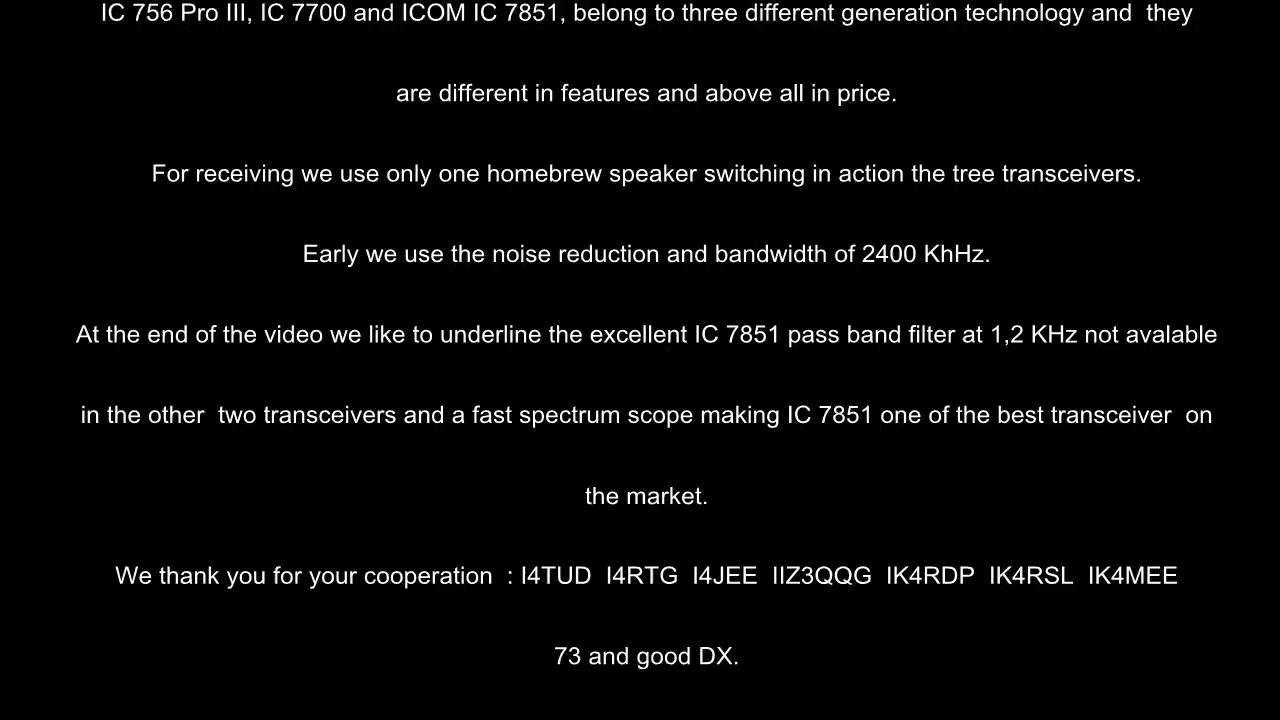 IC 756 Pro III, IC 7700 and ICOM IC 7851, belong to three different generation technology and  they
are different in features and above all in price.
For receiving we use only one homebrew speaker switching in action the tree transceivers.
Early we use the noise reduction and bandwidth of 2400 KhHz.
At the end of the video we like to underline the excellent IC 7851 pass band filter at 1,2 KHz not avalable
in the other  two transceivers and a fast spectrum scope making IC 7851 one of the best transceiver  on
the market.
We thank you for your cooperation  : I4TUD  I4RTG  I4JEE  IIZ3QQG  IK4RDP  IK4RSL  IK4MEE
73 and good DX.